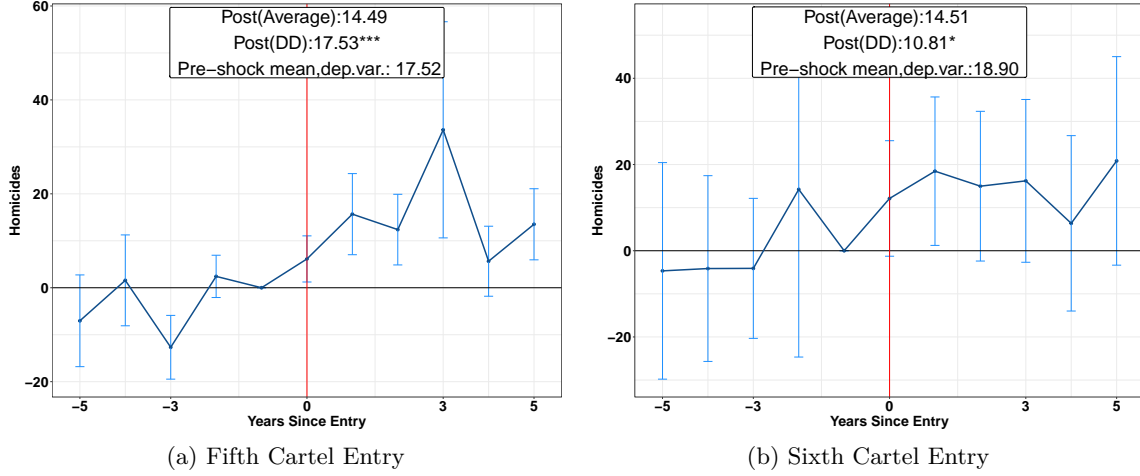 Post(Average):14.49
Post(DD):17.53***
Pre−shock mean,dep.var.: 17.52
60
40
20
0
−20
Homicides
−5
−3
0
3
5
Years Since Entry
(a) Fifth Cartel Entry
Post(Average):14.51
Post(DD):10.81*
Pre−shock mean,dep.var.:18.90
40
20
0
−20
Homicides
−5
−3
0
3
5
Years Since Entry
(b) Sixth Cartel Entry